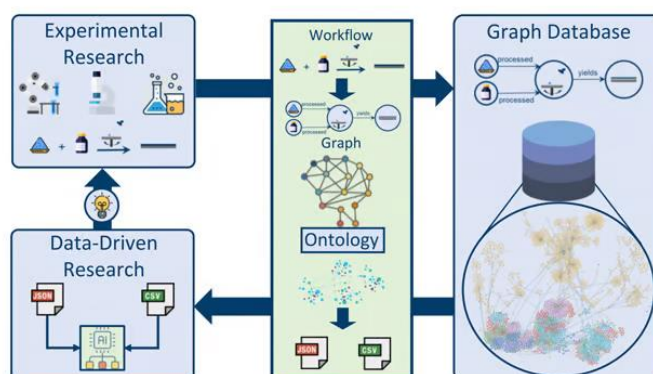 Experimental
Research
+
Data-Driven
Research
JSON
CSV
AI
Workflow
+
processed
yields
processed
Graph
Ontology
JSON
CSV
Graph Database
processed
yields
processed